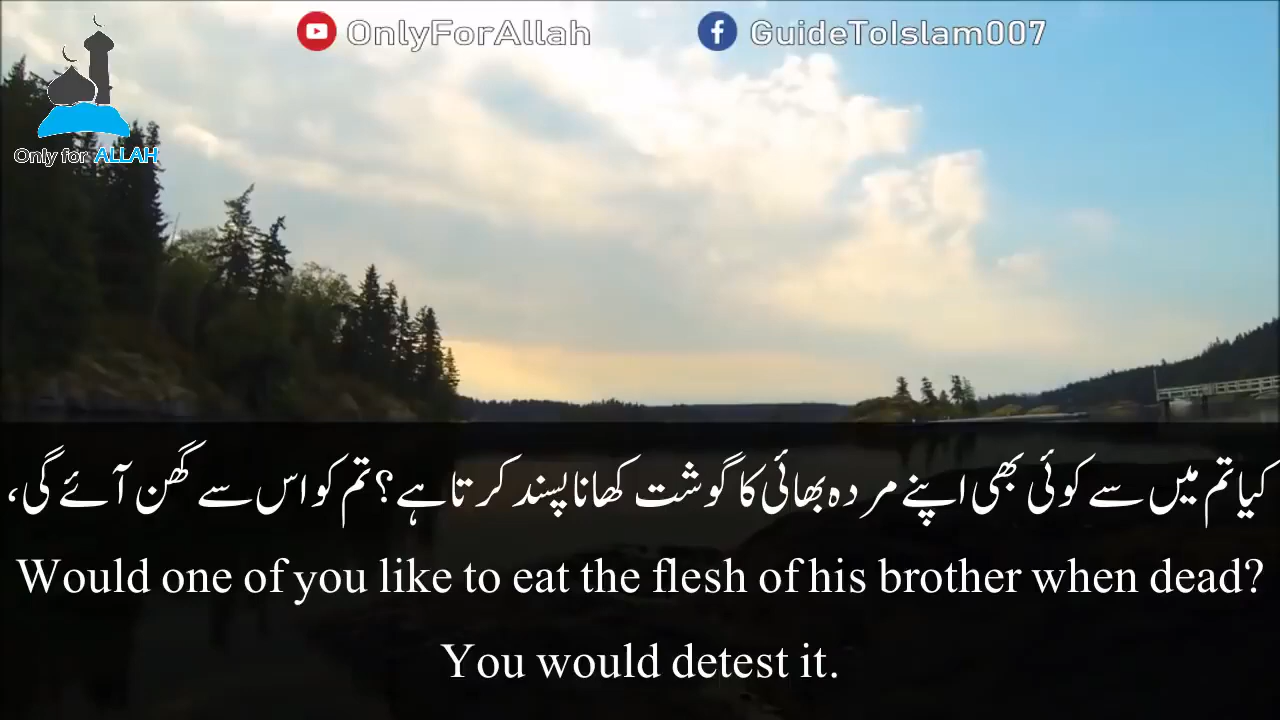 OnlyForAllah
GuideToIslam007
Only for ALLAH
کیا تم میں سے کوئی بھی اپنے مردہ بھائی کا گوشت کھانا پسند کرتا ہے؟ تم کو اس سے گھن آئے گی،
Would one of you like to eat the flesh of his brother when dead?
You would detest it.